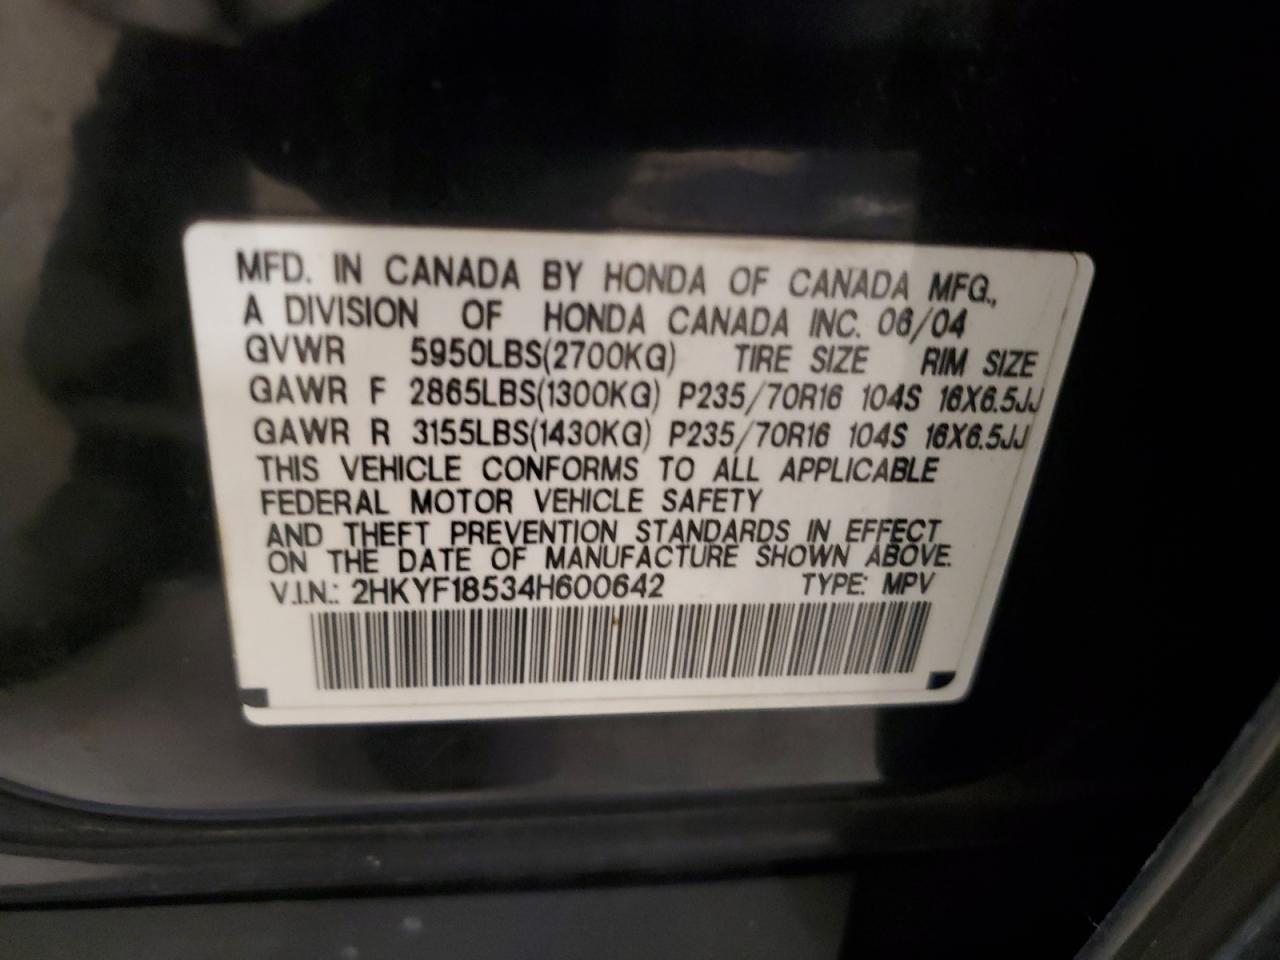 MFD. IN CANADA BY HONDA OF CANADA MFG.,
A DIVISION OF HONDA CANADA INC. 06/04
GVWR 5950LBS(2700KG) TIRE SIZE RIM SIZE
GAWR F 2865LBS(1300KG) P235/70R16 104S 16X6.5JJ
GAWR R 3155LBS(1430KG) P235/70R16 104S 16X6.5JJ
THIS VEHICLE CONFORMS TO ALL APPLICABLE
FEDERAL MOTOR VEHICLE SAFETY
AND THEFT PREVENTION STANDARDS IN EFFECT
ON THE DATE OF MANUFACTURE SHOWN ABOVE.
V.I.N.: 2HKYF18534H600642 TYPE: MPV